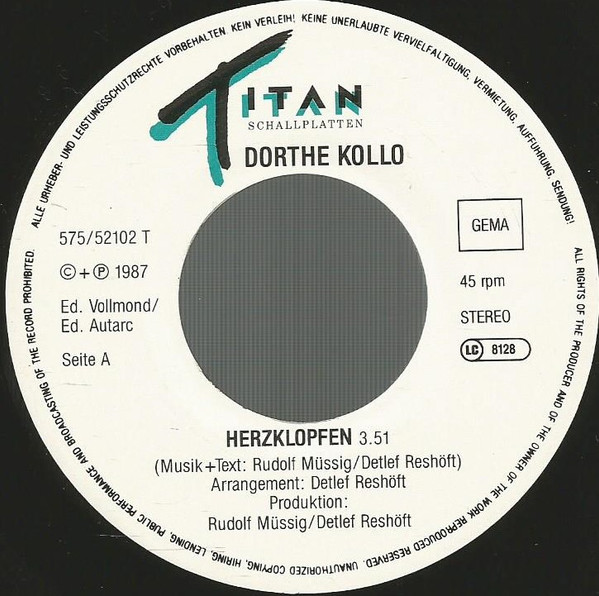 ALLE URHEBER- UND LEISTUNGSSCHUTZRECHTE VORBEHALTEN. KEIN VERLEIH! KEINE UNERLAUBTE VERVIELFALTIGUNG, VERMIETUNG, AUFFUHRUNG, SENDUNG!
TITAN
SCHALLPLATTEN
DORTHE KOLLO
575/52102 T
© + ℗ 1987
Ed. Vollmond/
Ed. Autarc
Seite A
GEMA
45 rpm
STEREO
LC 8128
HERZKLOPFEN 3.51
(Musik+Text: Rudolf Müssig/Detlef Reshöft)
Arrangement: Detlef Reshöft
Produktion:
Rudolf Müssig/Detlef Reshöft
ALL RIGHTS OF THE PRODUCER AND OF THE OWNER OF THE WORK REPRODUCED RESERVED. UNAUTHORIZED COPYING, HIRING, LENDING, PUBLIC PERFORMANCE AND BROADCASTING OF THE RECORD PROHIBITED.